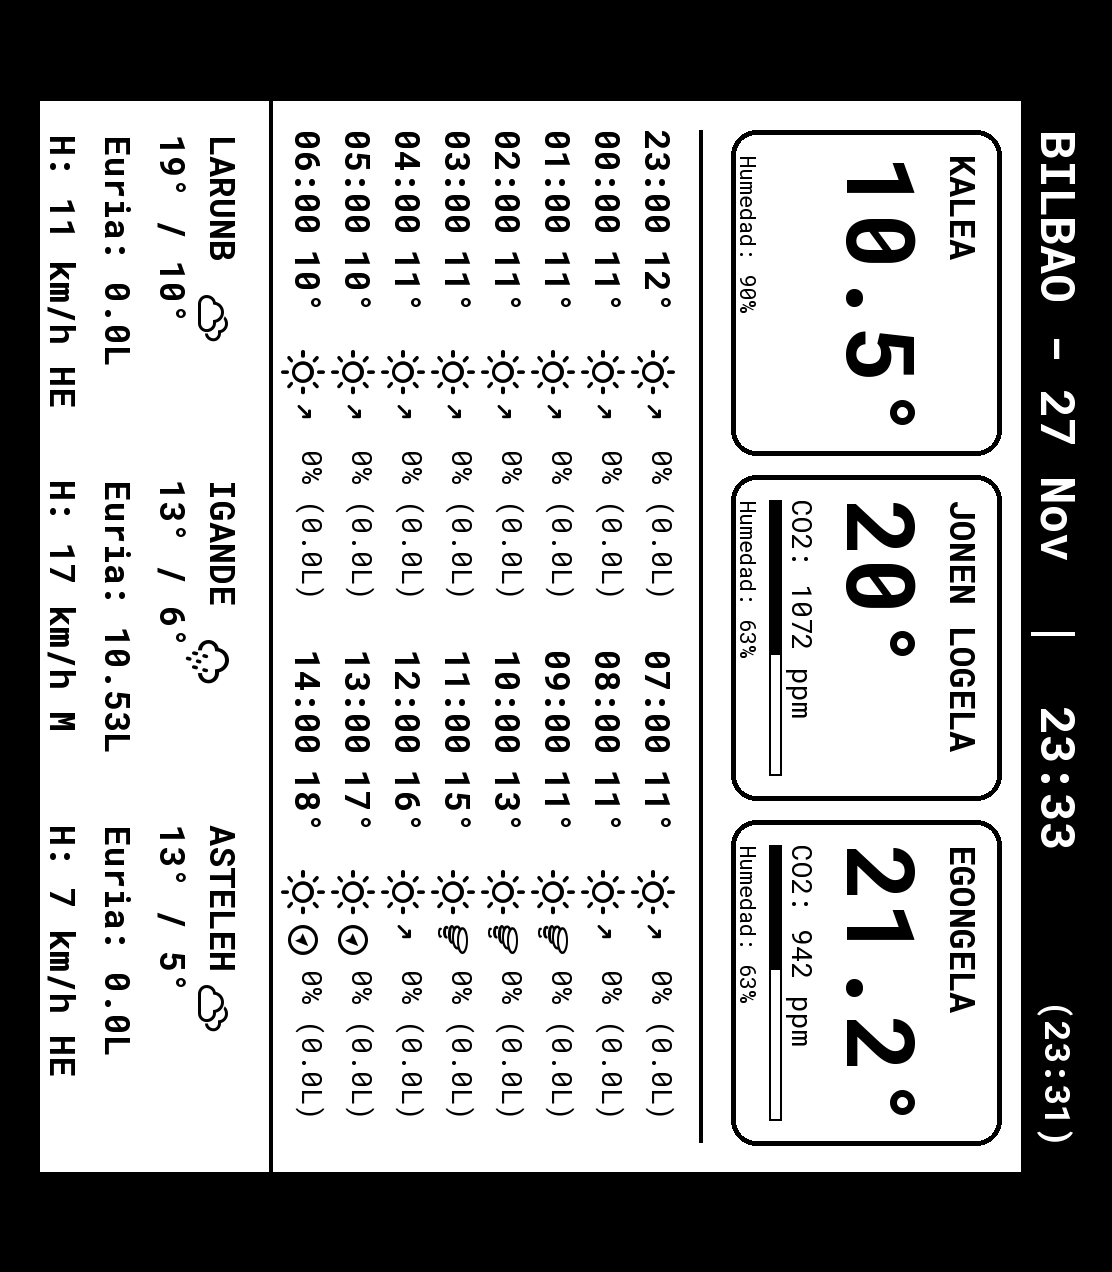 BILBAO - 27 Nov | 23:33 (23:31)
KALEA
10.5°
Humedad: 90%
JONEN LOGELA
20°
CO2: 1072 ppm
Humedad: 63%
EGONGELA
21.2°
CO2: 942 ppm
Humedad: 63%
23:00 12° ↗ 0% (0.0L)
00:00 11° ↗ 0% (0.0L)
01:00 11° ↗ 0% (0.0L)
02:00 11° ↗ 0% (0.0L)
03:00 11° ↗ 0% (0.0L)
04:00 11° ↗ 0% (0.0L)
05:00 10° ↗ 0% (0.0L)
06:00 10° ↗ 0% (0.0L)
07:00 11° ↗ 0% (0.0L)
08:00 11° ↗ 0% (0.0L)
09:00 11° 0% (0.0L)
10:00 13° 0% (0.0L)
11:00 15° 0% (0.0L)
12:00 16° ↗ 0% (0.0L)
13:00 17° 0% (0.0L)
14:00 18° 0% (0.0L)
LARUNB
19° / 10°
Euria: 0.0L
H: 11 km/h HE
IGANDE
13° / 6°
Euria: 10.53L
H: 17 km/h M
ASTELEH
13° / 5°
Euria: 0.0L
H: 7 km/h HE